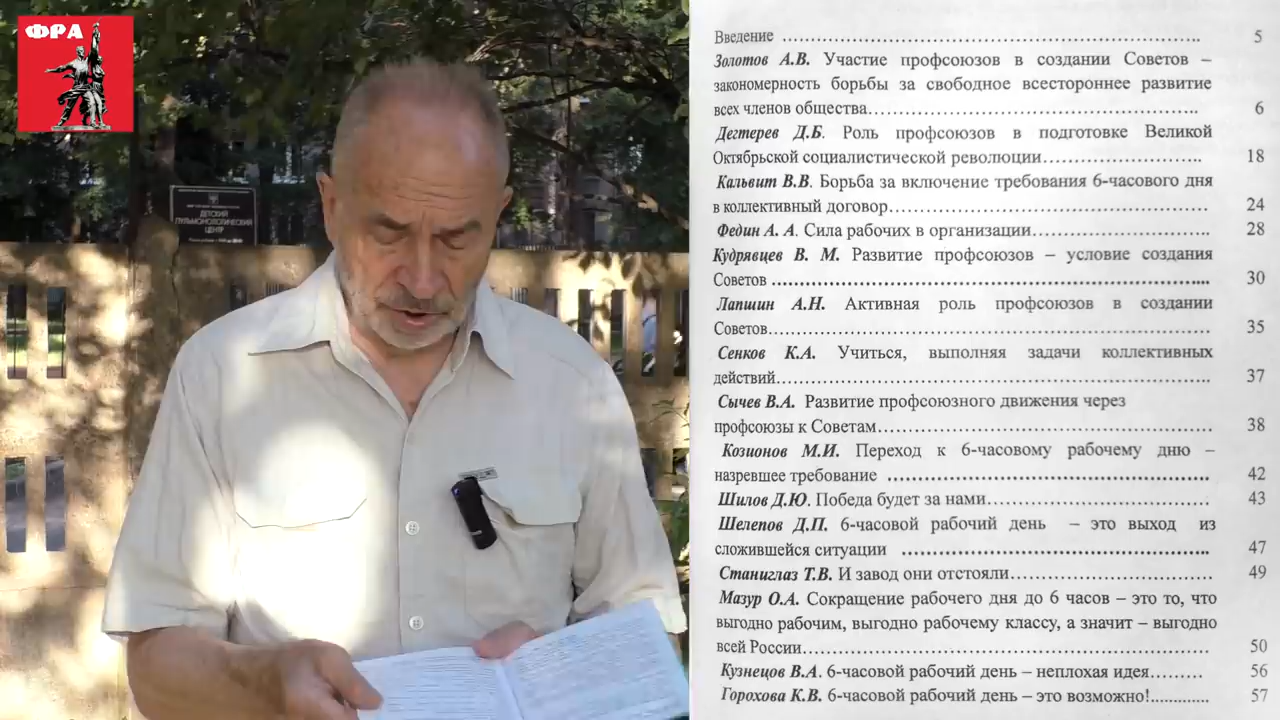 ФРА
ДЕТСКИЙ
ПУЛЬМОНОЛОГИЧЕСКИЙ
ЦЕНТР
Введение ........................................................ 5
Золотов А.В. Участие профсоюзов в создании Советов –
закономерность борьбы за свободное всестороннее развитие
всех членов общества............................................. 6
Дегтерев Д.Б. Роль профсоюзов в подготовке Великой
Октябрьской социалистической революции........................ 18
Кальвит В.В. Борьба за включение требования 6-часового дня
в коллективный договор............................................. 24
Федин А. А. Сила рабочих в организации........................ 28
Кудрявцев В. М. Развитие профсоюзов – условие создания
Советов ........................................................ 30
Лапшин А.Н. Активная роль профсоюзов в создании
Советов........................................................ 35
Сенков К.А. Учиться, выполняя задачи коллективных
действий........................................................ 37
Сычев В.А. Развитие профсоюзного движения через
профсоюзы к Советам............................................. 38
Козионов М.И. Переход к 6-часовому рабочему дню –
назревшее требование ............................................. 42
Шилов Д.Ю. Победа будет за нами.............................. 43
Шелепов Д.П. 6-часовой рабочий день – это выход из
сложившейся ситуации ............................................. 47
Станиглаз Т.В. И завод они отстояли.............................. 49
Мазур О.А. Сокращение рабочего дня до 6 часов – это то, что
выгодно рабочим, выгодно рабочему классу, а значит – выгодно
всей России........................................................ 50
Кузнецов В.А. 6-часовой рабочий день – неплохая идея......... 56
Горохова К.В. 6-часовой рабочий день – это возможно!............. 57